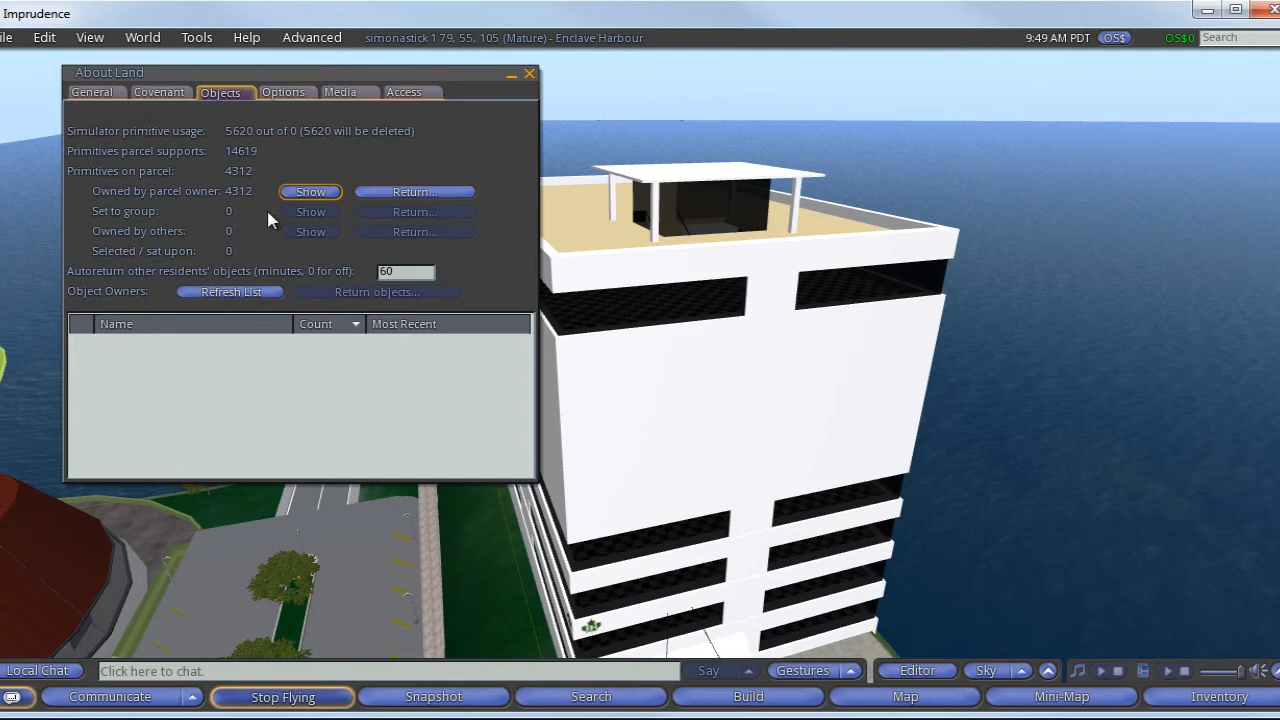 Imprudence
ile Edit View World Tools Help Advanced simonastick 179, 55, 105 (Mature) - Enclave Harbour 9:49 AM PDT OS$ OS$0 Search
About Land
General Covenant Objects Options Media Access
Simulator primitive usage: 5620 out of 0 (5620 will be deleted)
Primitives parcel supports: 14619
Primitives on parcel: 4312
Owned by parcel owner: 4312 Show Return...
Set to group: 0 Show Return...
Owned by others: 0 Show Return...
Selected / sat upon: 0
Autoreturn other residents' objects (minutes, 0 for off): 60
Object Owners: Refresh List Return objects...
Name Count Most Recent
Local Chat Click here to chat. Say Gestures Editor Sky
Communicate Stop Flying Snapshot Search Build Map Mini-Map Inventory